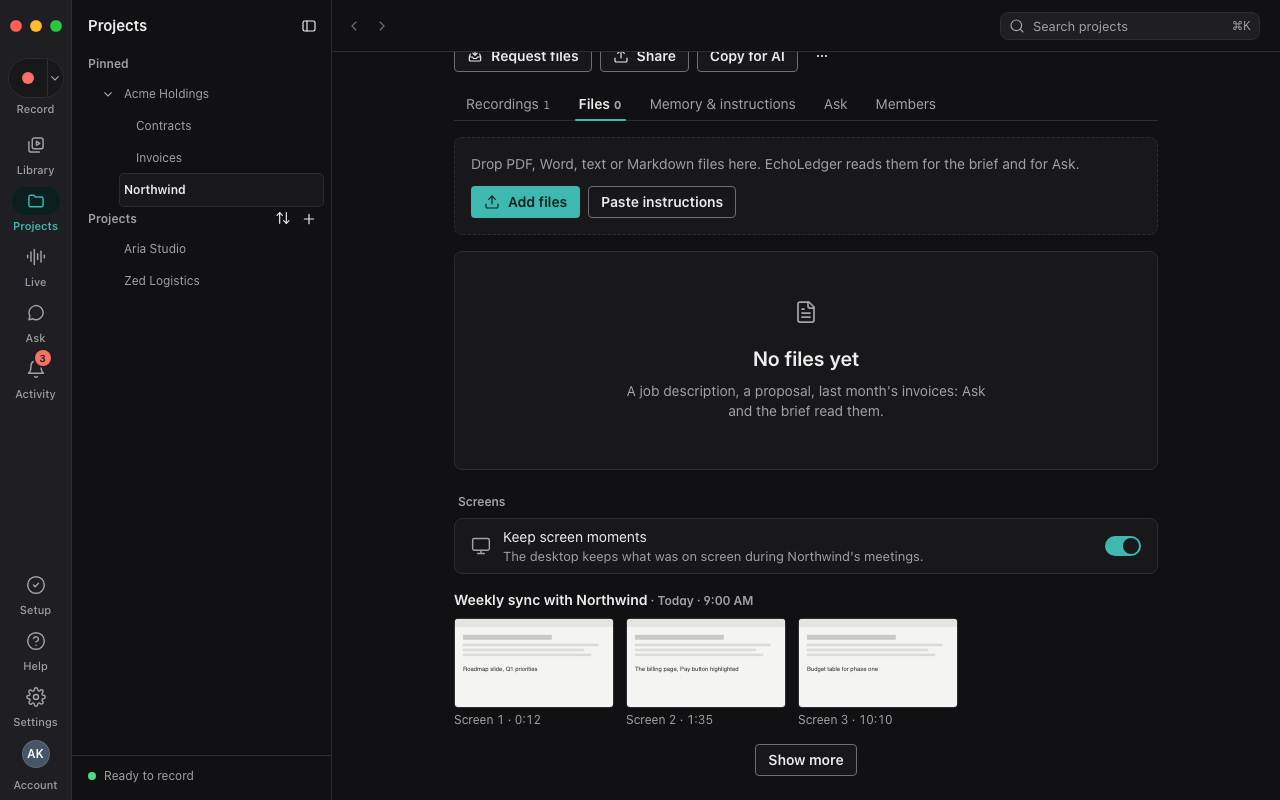 Projects
Search projects
⌘K
Record
Library
Projects
Live
Ask
3
Activity
Setup
Help
Settings
AK
Account
Pinned
Acme Holdings
Contracts
Invoices
Northwind
Projects
Aria Studio
Zed Logistics
Ready to record
Request files
Share
Copy for AI
...
Recordings 1
Files 0
Memory & instructions
Ask
Members
Drop PDF, Word, text or Markdown files here. EchoLedger reads them for the brief and for Ask.
Add files
Paste instructions
No files yet
A job description, a proposal, last month's invoices: Ask
and the brief read them.
Screens
Keep screen moments
The desktop keeps what was on screen during Northwind's meetings.
Weekly sync with Northwind · Today · 9:00 AM
Roadmap slide, Q1 priorities
The billing page, Pay button highlighted
Budget table for phase one
Screen 1 · 0:12
Screen 2 · 1:35
Screen 3 · 10:10
Show more